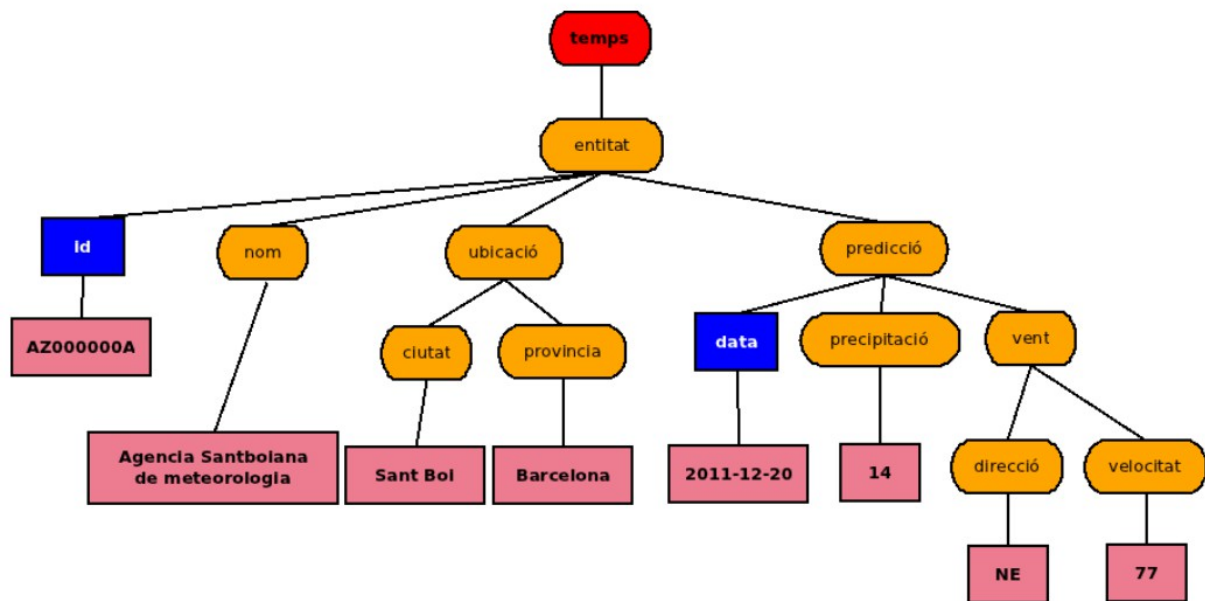 temps
entitat
id
nom
ubicació
predicció
AZ000000A
ciutat
provincia
data
precipitació
vent
Agencia Santboiana
de meteorologia
Sant Boi
Barcelona
2011-12-20
14
direcció
velocitat
NE
77